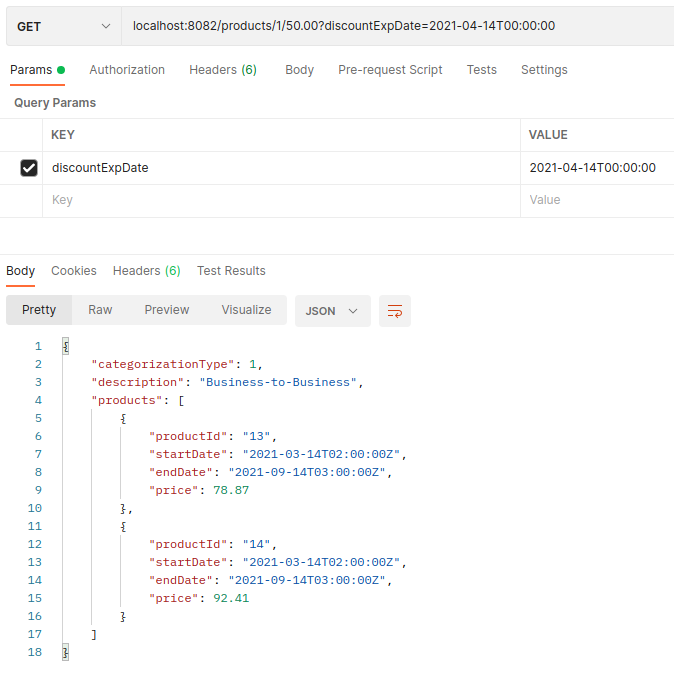 GET localhost:8082/products/1/50.00?discountExpDate=2021-04-14T00:00:00
Params Authorization Headers (6) Body Pre-request Script Tests Settings
Query Params
KEY VALUE
discountExpDate 2021-04-14T00:00:00
Key Value
Body Cookies Headers (6) Test Results
Pretty Raw Preview Visualize JSON
1 {
2 "categorizationType": 1,
3 "description": "Business-to-Business",
4 "products": [
5 {
6 "productId": "13",
7 "startDate": "2021-03-14T02:00:00Z",
8 "endDate": "2021-09-14T03:00:00Z",
9 "price": 78.87
10 },
11 {
12 "productId": "14",
13 "startDate": "2021-03-14T02:00:00Z",
14 "endDate": "2021-09-14T03:00:00Z",
15 "price": 92.41
16 }
17 ]
18 }